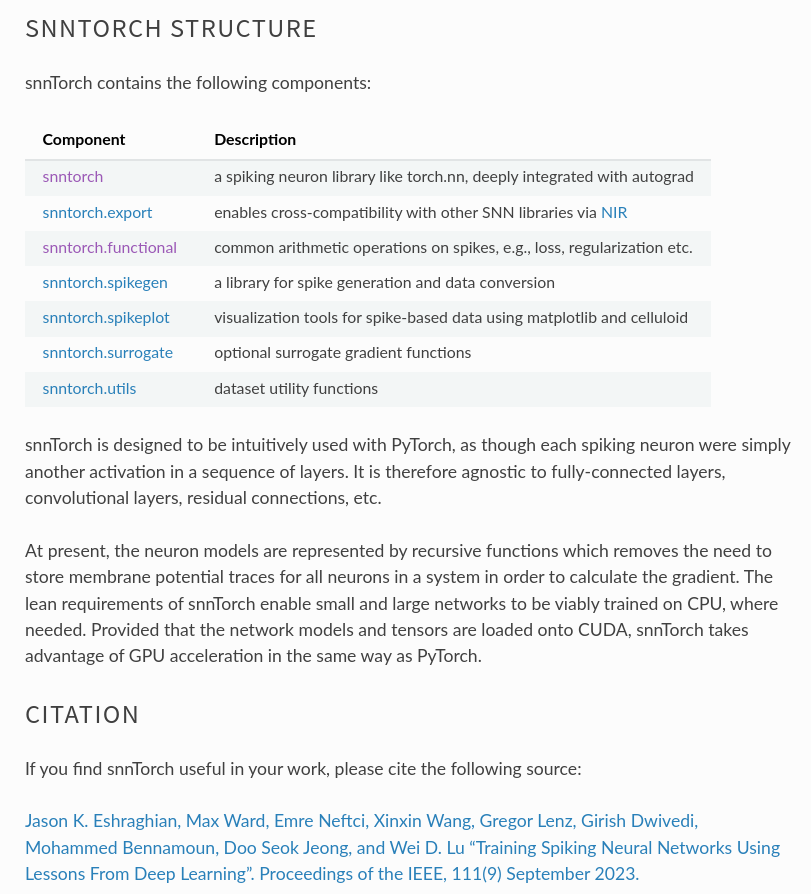 SNNTORCH STRUCTURE
snnTorch contains the following components:
Component Description
snntorch a spiking neuron library like torch.nn, deeply integrated with autograd
snntorch.export enables cross-compatibility with other SNN libraries via NIR
snntorch.functional common arithmetic operations on spikes, e.g., loss, regularization etc.
snntorch.spikegen a library for spike generation and data conversion
snntorch.spikeplot visualization tools for spike-based data using matplotlib and celluloid
snntorch.surrogate optional surrogate gradient functions
snntorch.utils dataset utility functions
snnTorch is designed to be intuitively used with PyTorch, as though each spiking neuron were simply
another activation in a sequence of layers. It is therefore agnostic to fully-connected layers,
convolutional layers, residual connections, etc.
At present, the neuron models are represented by recursive functions which removes the need to
store membrane potential traces for all neurons in a system in order to calculate the gradient. The
lean requirements of snnTorch enable small and large networks to be viably trained on CPU, where
needed. Provided that the network models and tensors are loaded onto CUDA, snnTorch takes
advantage of GPU acceleration in the same way as PyTorch.
CITATION
If you find snnTorch useful in your work, please cite the following source:
Jason K. Eshraghian, Max Ward, Emre Neftci, Xinxin Wang, Gregor Lenz, Girish Dwivedi,
Mohammed Bennamoun, Doo Seok Jeong, and Wei D. Lu “Training Spiking Neural Networks Using
Lessons From Deep Learning”. Proceedings of the IEEE, 111(9) September 2023.